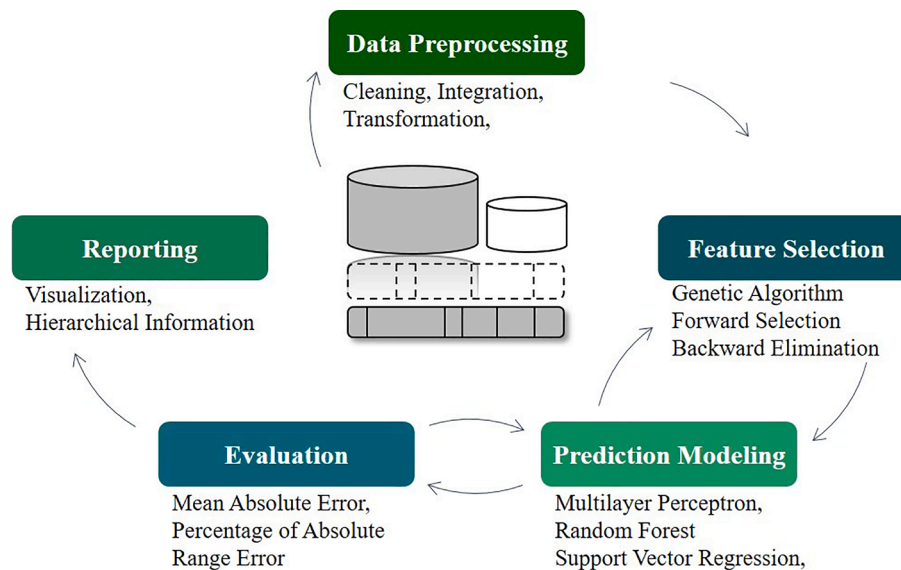 Data Preprocessing
Cleaning, Integration,
Transformation,
Reporting
Visualization,
Hierarchical Information
Feature Selection
Genetic Algorithm
Forward Selection
Backward Elimination
Evaluation
Mean Absolute Error,
Percentage of Absolute
Range Error
Prediction Modeling
Multilayer Perceptron,
Random Forest
Support Vector Regression,